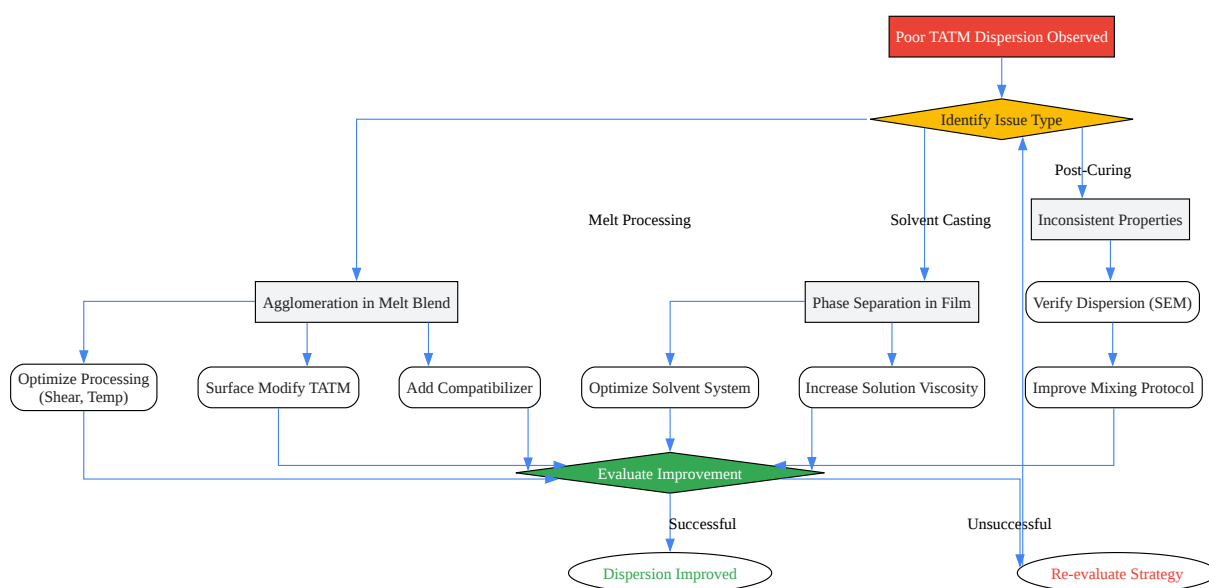 Poor TATM Dispersion Observed
Identify Issue Type
Post-Curing
Melt Processing
Solvent Casting
Inconsistent Properties
Agglomeration in Melt Blend
Phase Separation in Film
Verify Dispersion (SEM)
Optimize Processing
(Shear, Temp)
Surface Modify TATM
Add Compatibilizer
Optimize Solvent System
Increase Solution Viscosity
Improve Mixing Protocol
Evaluate Improvement
Successful
Unsuccessful
Dispersion Improved
Re-evaluate Strategy